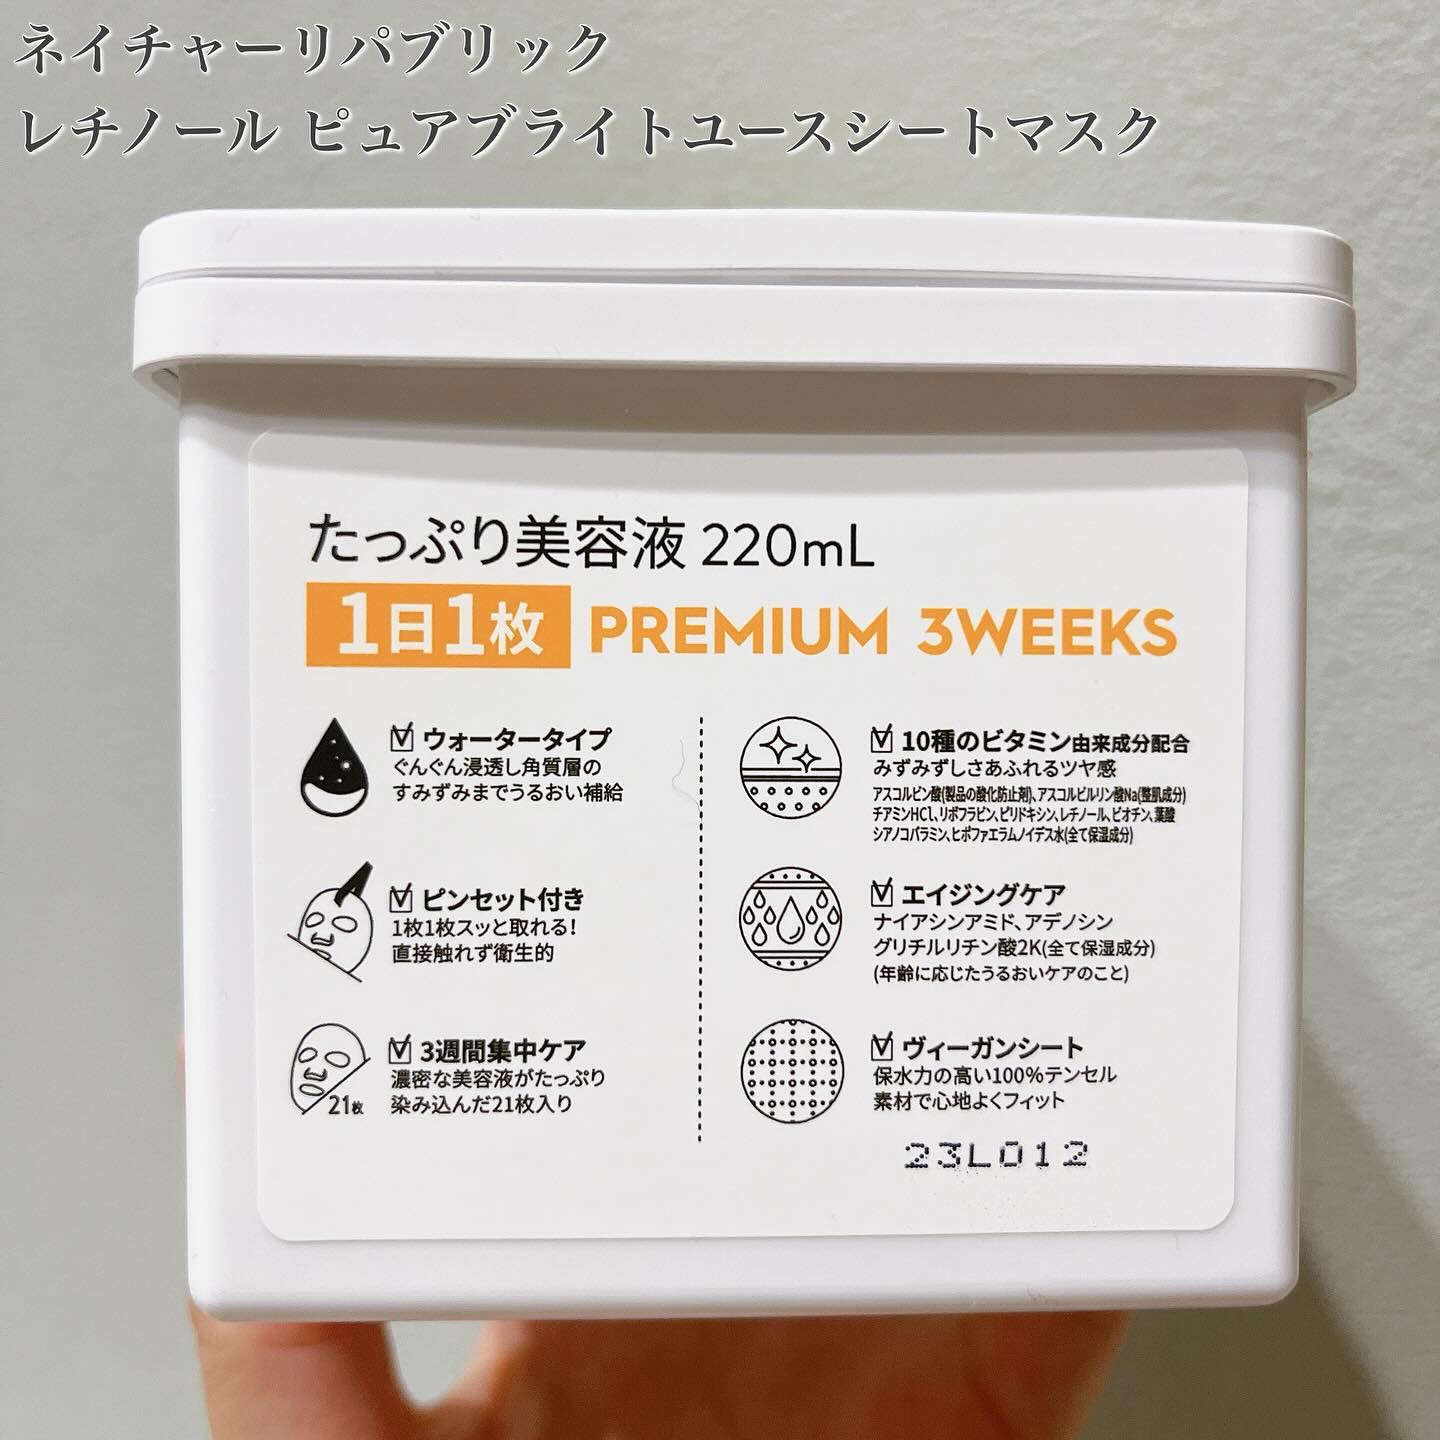 ネイチャーリパブリック
レチノール ピュアブライトユースシートマスク
たっぷり美容液 220mL
1日1枚 PREMIUM 3WEEKS
ウォータータイプ
ぐんぐん浸透し角質層の
すみずみまでうるおい補給
ピンセット付き
1枚1枚スッと取れる!
直接触れず衛生的
3週間集中ケア
濃密な美容液がたっぷり
染み込んだ21枚入り
21枚
10種のビタミン由来成分配合
みずみずしさあふれるツヤ感
アスコルビン酸(製品の酸化防止剤)、アスコルビルリン酸Na(整肌成分)
チアミンHCl、リボフラビン、ピリドキシン、レチノール、ビオチン、葉酸
シアノコバラミン、ヒポファエラムノイデス水(全て保湿成分)
エイジングケア
ナイアシンアミド、アデノシン
グリチルリチン酸2K(全て保湿成分)
(年齢に応じたうるおいケアのこと)
ヴィーガンシート
保水力の高い100%テンセル
素材で心地よくフィット
23L012